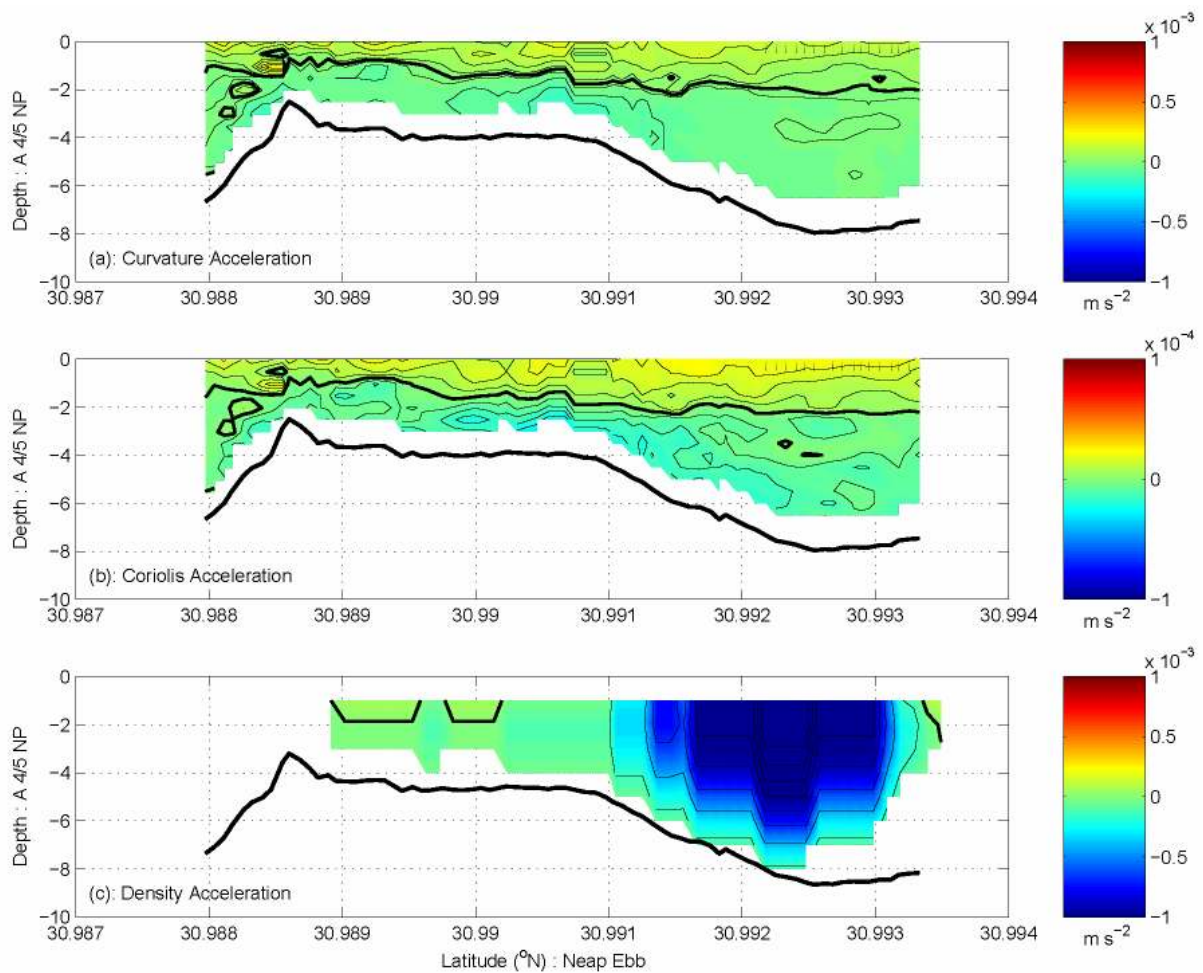 x 10⁻³
0
−2
−4
−6
−8
−10
Depth : A 4/5 NP
(a): Curvature Acceleration
30.987 30.988 30.989 30.99 30.991 30.992 30.993 30.994
1
0.5
0
−0.5
−1
m s⁻²
x 10⁻⁴
0
−2
−4
−6
−8
−10
Depth : A 4/5 NP
(b): Coriolis Acceleration
30.987 30.988 30.989 30.99 30.991 30.992 30.993 30.994
1
0
−1
m s⁻²
x 10⁻³
0
−2
−4
−6
−8
−10
Depth : A 4/5 NP
(c): Density Acceleration
30.987 30.988 30.989 30.99 30.991 30.992 30.993 30.994
Latitude (°N) : Neap Ebb
1
0.5
0
−0.5
−1
m s⁻²